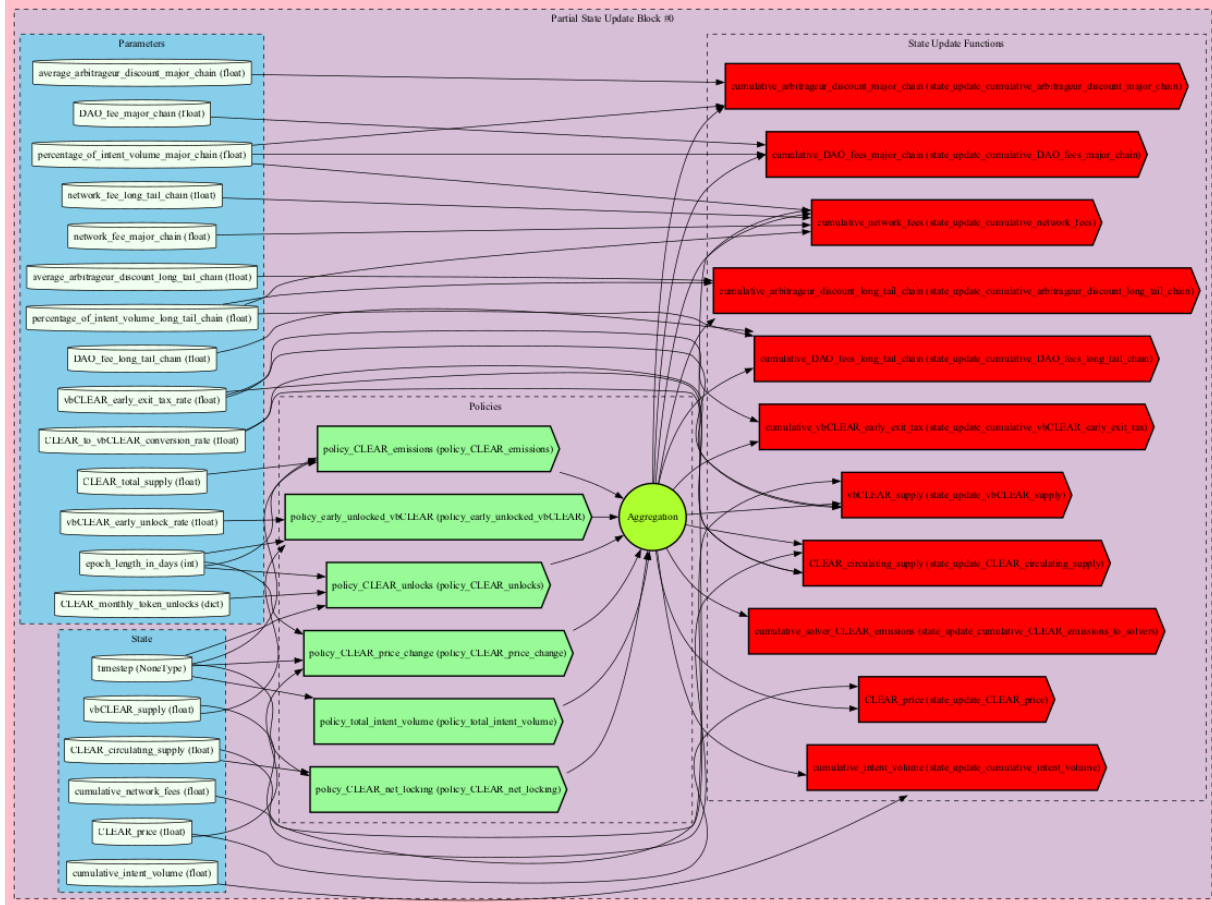 Partial State Update Block #0
Parameters
average_arbitrageur_discount_major_chain (float)
DAO_fee_major_chain (float)
percentage_of_intent_volume_major_chain (float)
network_fee_long_tail_chain (float)
network_fee_major_chain (float)
average_arbitrageur_discount_long_tail_chain (float)
percentage_of_intent_volume_long_tail_chain (float)
DAO_fee_long_tail_chain (float)
vbCLEAR_early_exit_tax_rate (float)
CLEAR_to_vbCLEAR_conversion_rate (float)
CLEAR_total_supply (float)
vbCLEAR_early_unlock_rate (float)
epoch_length_in_days (int)
CLEAR_monthly_token_unlocks (dict)
State
timestep (NoneType)
vbCLEAR_supply (float)
CLEAR_circulating_supply (float)
cumulative_network_fees (float)
CLEAR_price (float)
cumulative_intent_volume (float)
Policies
policy_CLEAR_emissions (policy_CLEAR_emissions)
policy_early_unlocked_vbCLEAR (policy_early_unlocked_vbCLEAR)
policy_CLEAR_unlocks (policy_CLEAR_unlocks)
policy_CLEAR_price_change (policy_CLEAR_price_change)
policy_total_intent_volume (policy_total_intent_volume)
policy_CLEAR_net_locking (policy_CLEAR_net_locking)
Aggregation
State Update Functions
cumulative_arbitrageur_discount_major_chain (state_update_cumulative_arbitrageur_discount_major_chain)
cumulative_DAO_fees_major_chain (state_update_cumulative_DAO_fees_major_chain)
cumulative_network_fees (state_update_cumulative_network_fees)
cumulative_arbitrageur_discount_long_tail_chain (state_update_cumulative_arbitrageur_discount_long_tail_chain)
cumulative_DAO_fees_long_tail_chain (state_update_cumulative_DAO_fees_long_tail_chain)
cumulative_vbCLEAR_early_exit_tax (state_update_cumulative_vbCLEAR_early_exit_tax)
vbCLEAR_supply (state_update_vbCLEAR_supply)
CLEAR_circulating_supply (state_update_CLEAR_circulating_supply)
cumulative_solver_CLEAR_emissions (state_update_cumulative_CLEAR_emissions_to_solvers)
CLEAR_price (state_update_CLEAR_price)
cumulative_intent_volume (state_update_cumulative_intent_volume)